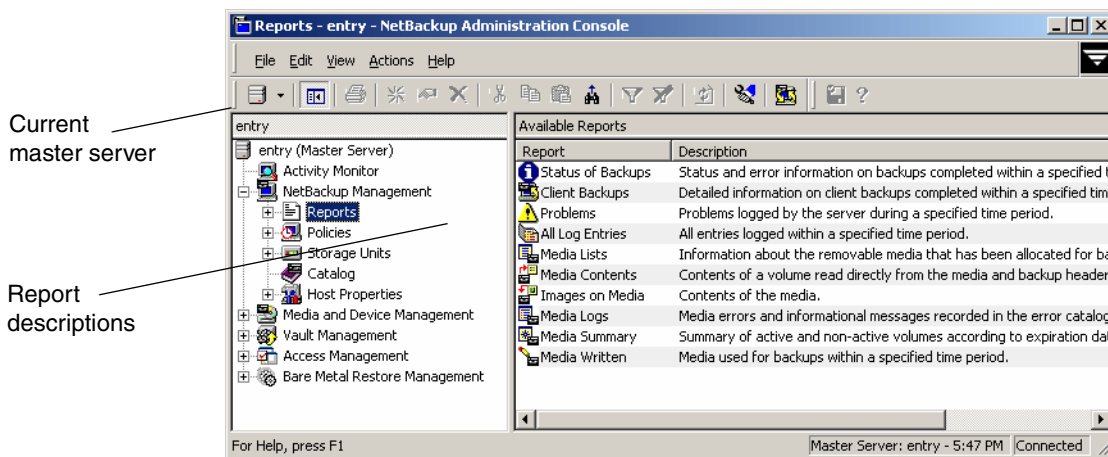 Reports - entry - NetBackup Administration Console
File Edit View Actions Help
Current
master server
entry
entry (Master Server)
Activity Monitor
NetBackup Management
Reports
Policies
Storage Units
Catalog
Host Properties
Media and Device Management
Vault Management
Access Management
Bare Metal Restore Management
Report
descriptions
Available Reports
Report Description
Status of Backups Status and error information on backups completed within a specified t
Client Backups Detailed information on client backups completed within a specified tim
Problems Problems logged by the server during a specified time period.
All Log Entries All entries logged within a specified time period.
Media Lists Information about the removable media that has been allocated for ba
Media Contents Contents of a volume read directly from the media and backup header
Images on Media Contents of the media.
Media Logs Media errors and informational messages recorded in the error catalog
Media Summary Summary of active and non-active volumes according to expiration da
Media Written Media used for backups within a specified time period.
For Help, press F1
Master Server: entry - 5:47 PM Connected